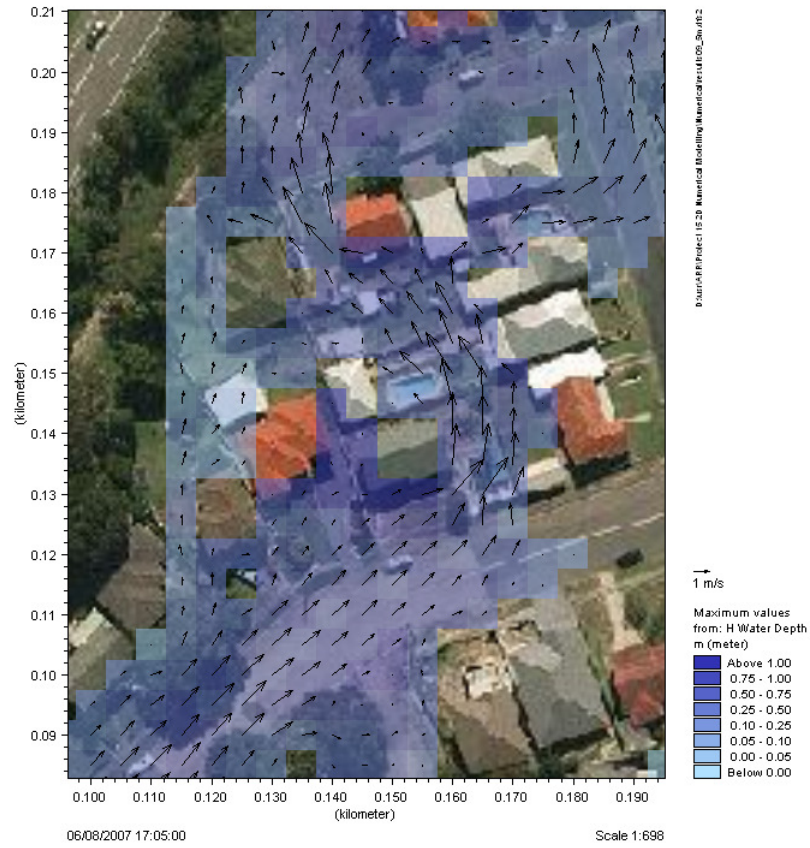 0.21
0.20
0.19
0.18
0.17
0.16
0.15
0.14
0.13
0.12
0.11
0.10
0.09
(kilometer)
0.100 0.110 0.120 0.130 0.140 0.150 0.160 0.170 0.180 0.190
(kilometer)
06/08/2007 17:05:00
Scale 1:698
1 m/s
Maximum values
from: H Water Depth
m (meter)
Above 1.00
0.75 - 1.00
0.50 - 0.75
0.25 - 0.50
0.10 - 0.25
0.05 - 0.10
0.00 - 0.05
Below 0.00